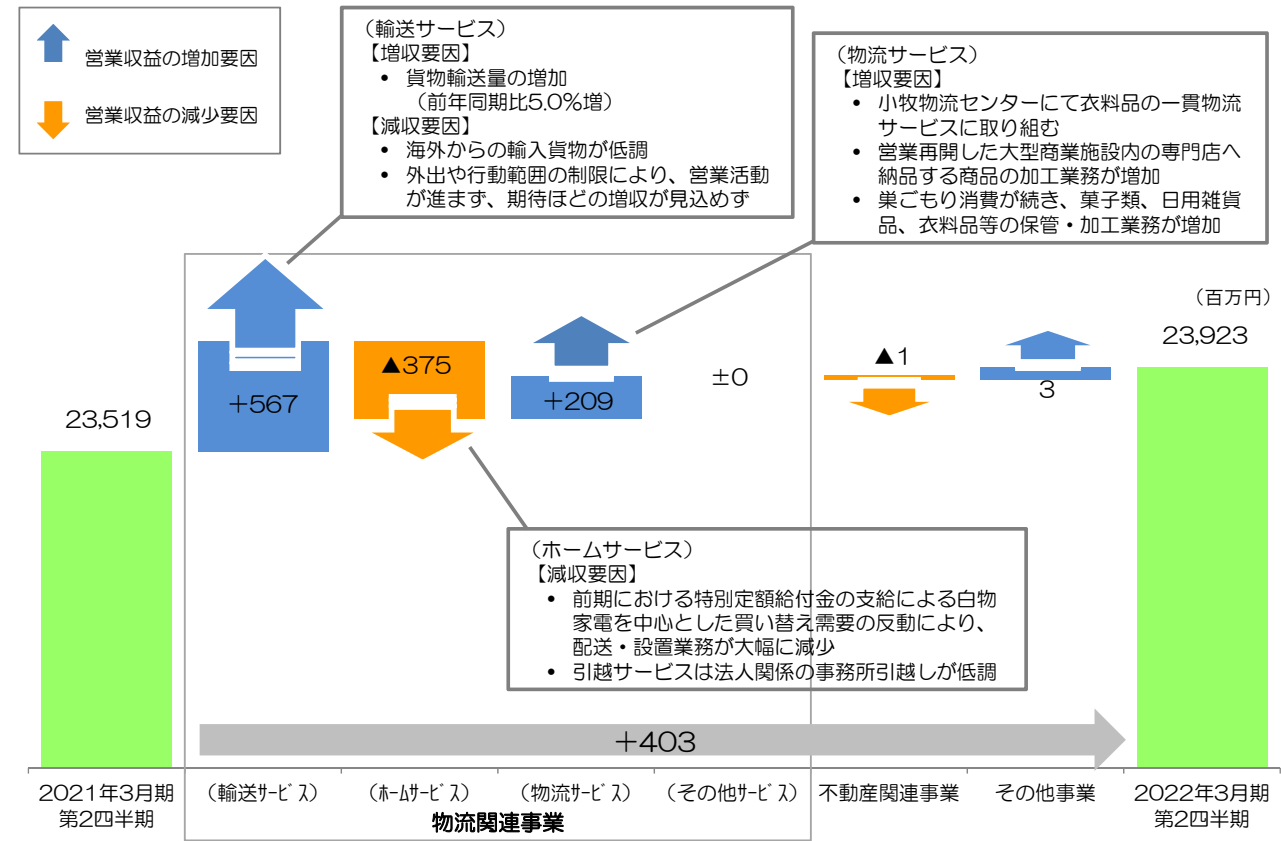 営業収益の増加要因
営業収益の減少要因
（輸送サービス）
【増収要因】
• 貨物輸送量の増加
（前年同期比5.0％増）
【減収要因】
• 海外からの輸入貨物が低調
• 外出や行動範囲の制限により、営業活動
が進まず、期待ほどの増収が見込めず
（物流サービス）
【増収要因】
• 小牧物流センターにて衣料品の一貫物流
サービスに取り組む
• 営業再開した大型商業施設内の専門店へ
納品する商品の加工業務が増加
• 巣ごもり消費が続き、菓子類、日用雑貨
品、衣料品等の保管・加工業務が増加
（百万円）
23,519
＋567
▲375
＋209
±0
▲1
3
23,923
（ホームサービス）
【減収要因】
• 前期における特別定額給付金の支給による白物
家電を中心とした買い替え需要の反動により、
配送・設置業務が大幅に減少
• 引越サービスは法人関係の事務所引越しが低調
＋403
2021年3月期
第2四半期
（輸送ｻｰﾋﾞｽ）
（ﾎｰﾑｻｰﾋﾞｽ）
（物流ｻｰﾋﾞｽ）
（その他ｻｰﾋﾞｽ）
物流関連事業
不動産関連事業
その他事業
2022年3月期
第2四半期